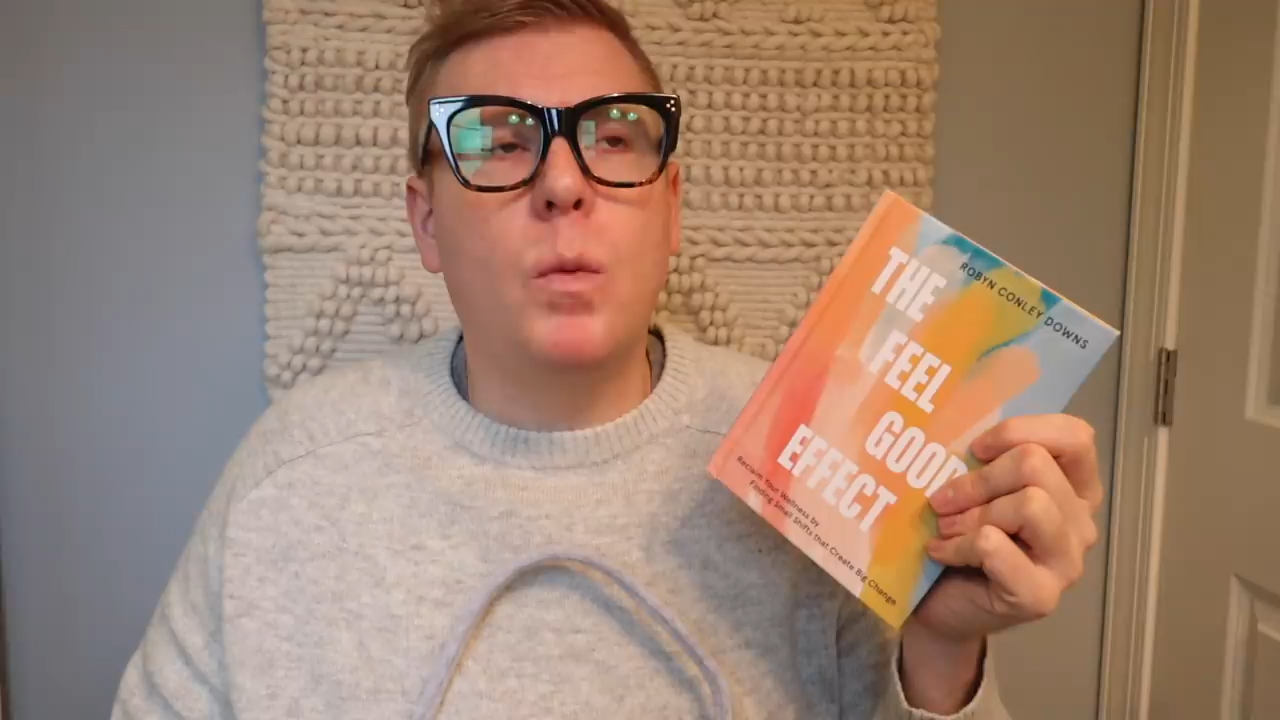 ROBYN CONLEY DOWNS
THE
FEEL
GOOD
EFFECT
Reclaim Your Wellness by
Finding Small Shifts that Create Big Change